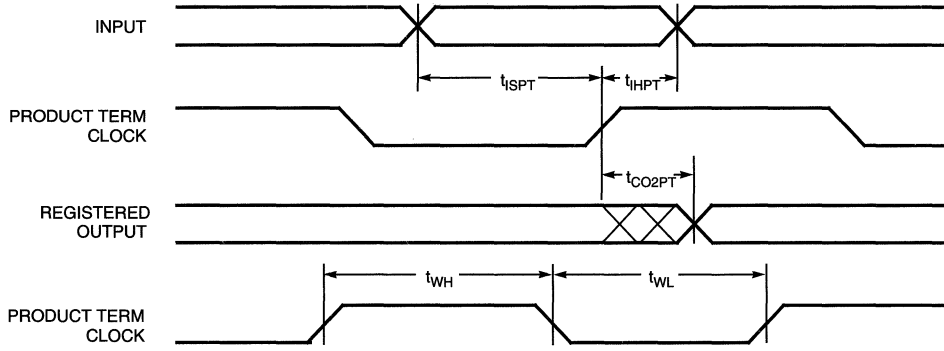 INPUT
tISPT
tIHPT
PRODUCT TERM
CLOCK
tCO2PT
REGISTERED
OUTPUT
tWH
tWL
PRODUCT TERM
CLOCK